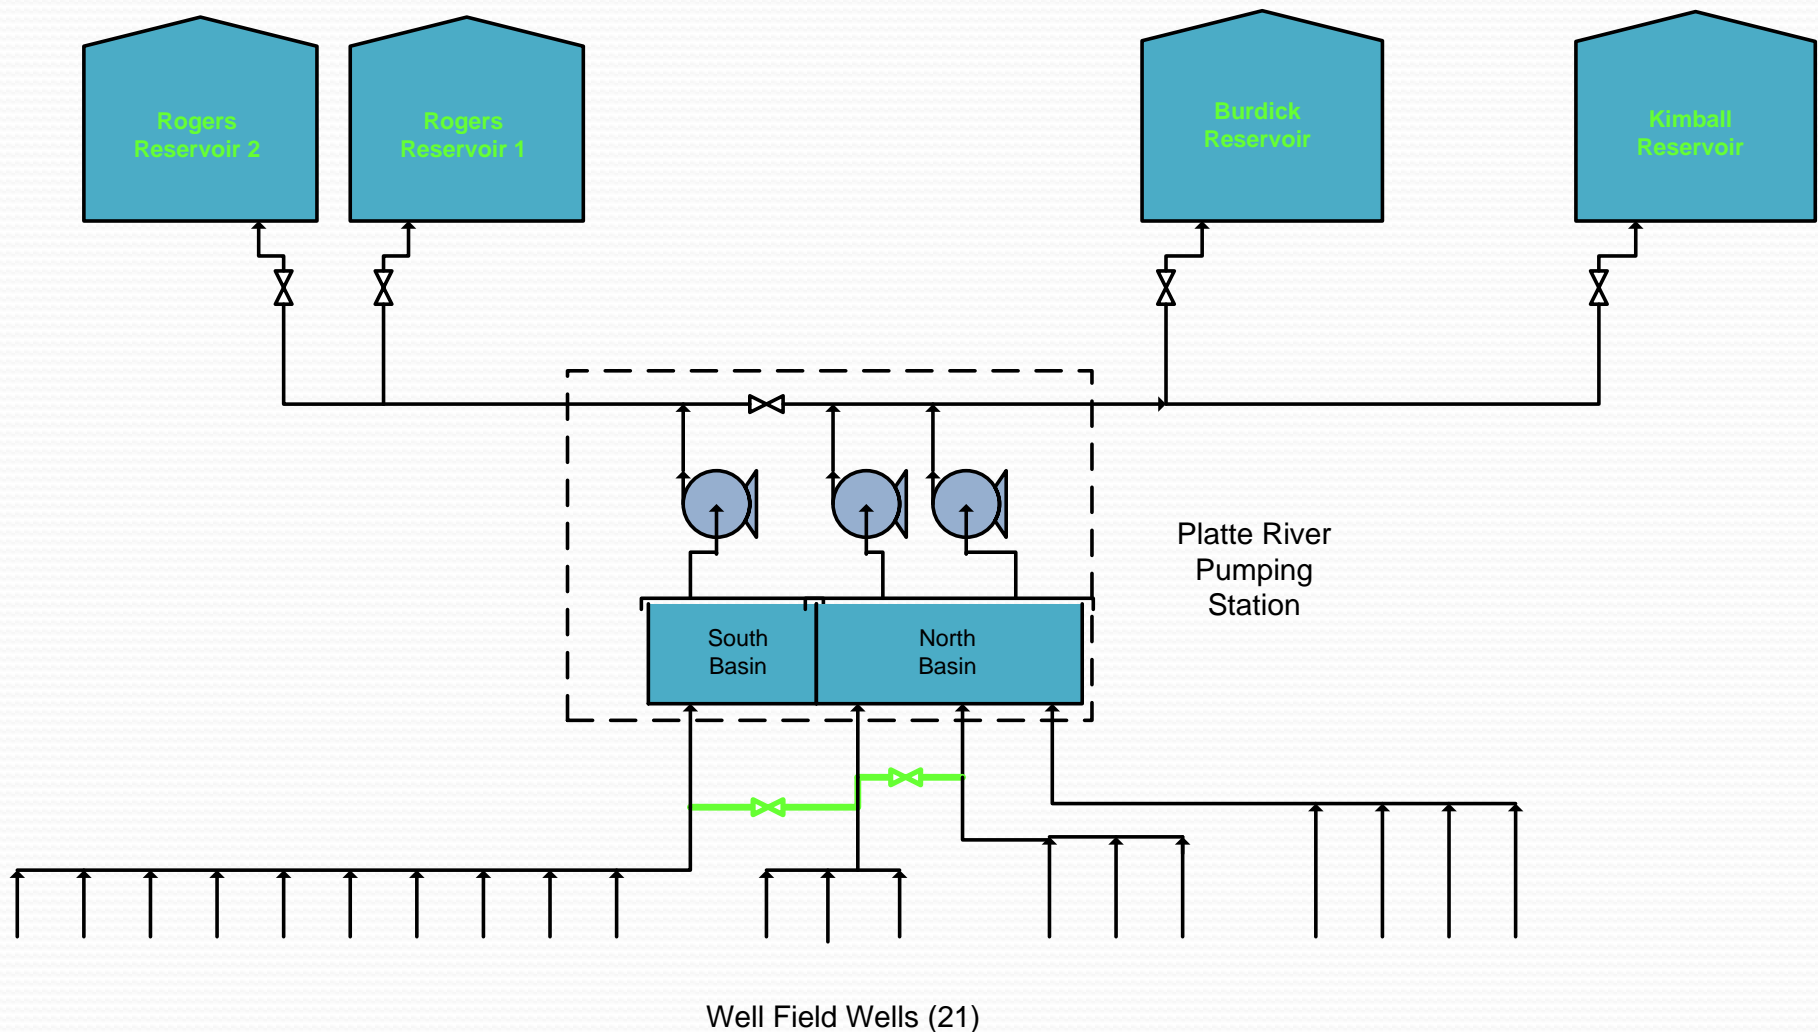 Rogers
Reservoir 2
Rogers
Reservoir 1
Burdick
Reservoir
Kimball
Reservoir
Platte River
Pumping
Station
South
Basin
North
Basin
Well Field Wells (21)